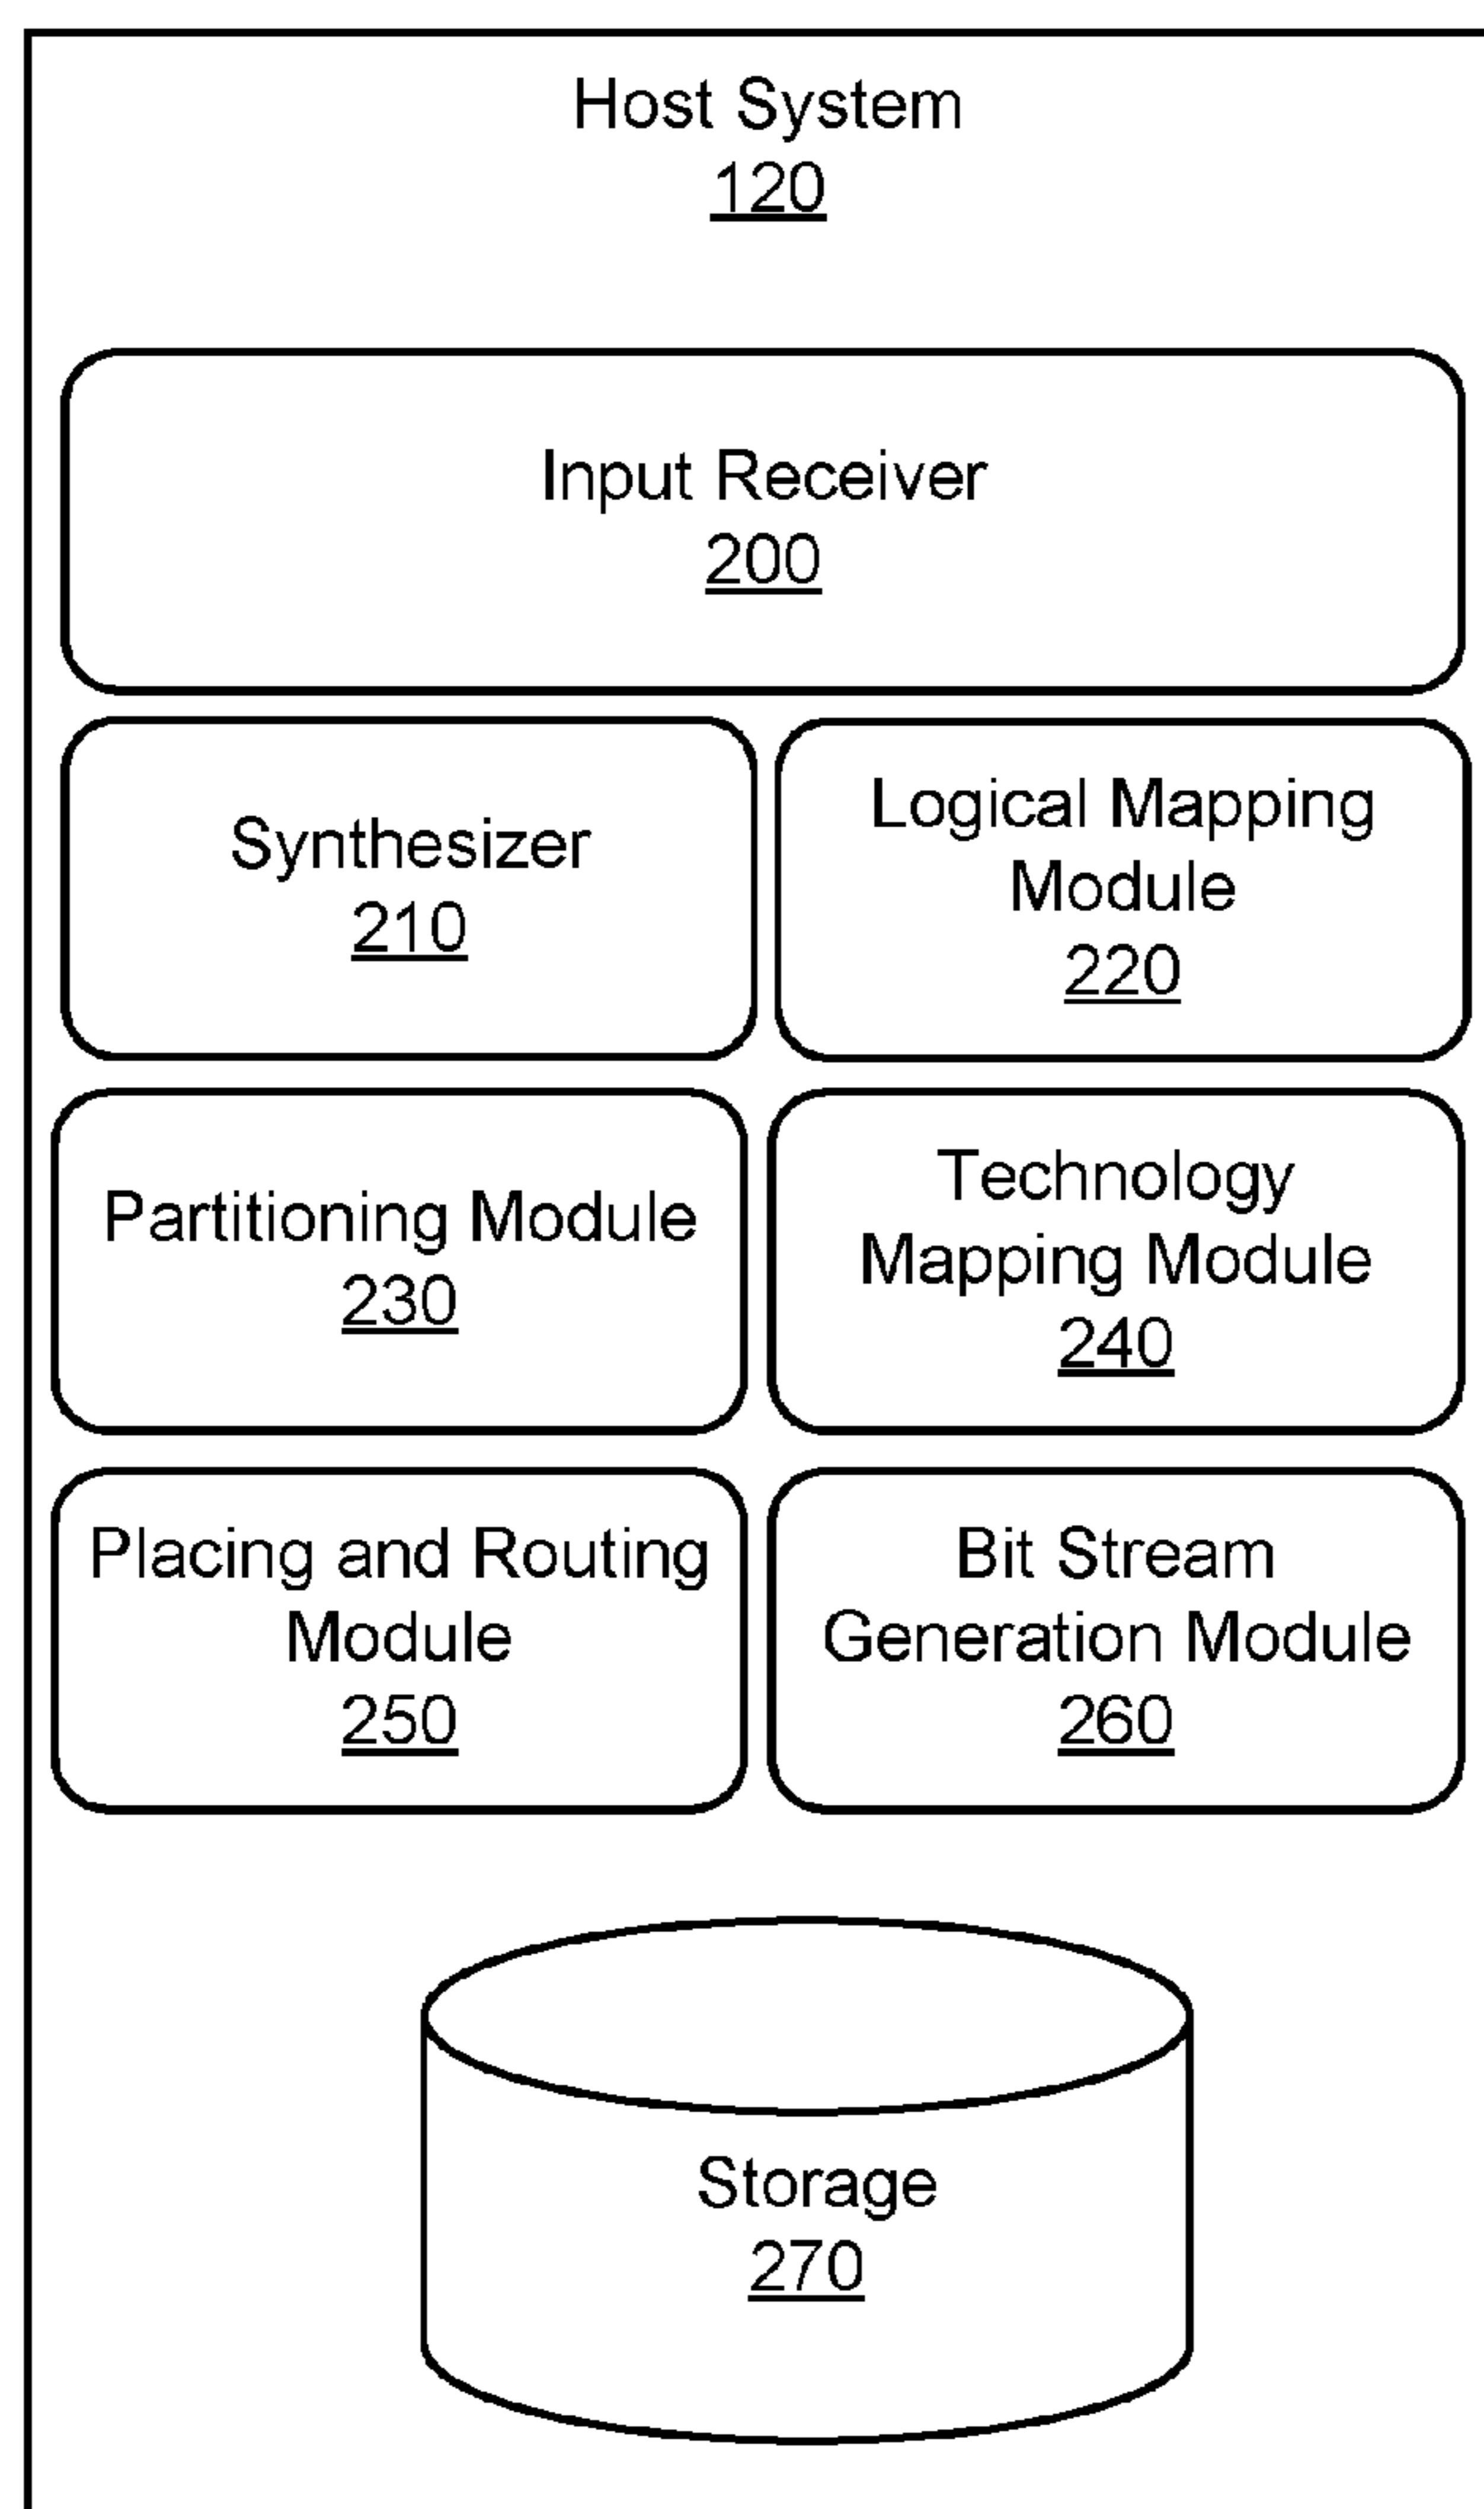 Host System
120
Input Receiver
200
Synthesizer
210
Logical Mapping
Module
220
Partitioning Module
230
Technology
Mapping Module
240
Placing and Routing
Module
250
Bit Stream
Generation Module
260
Storage
270